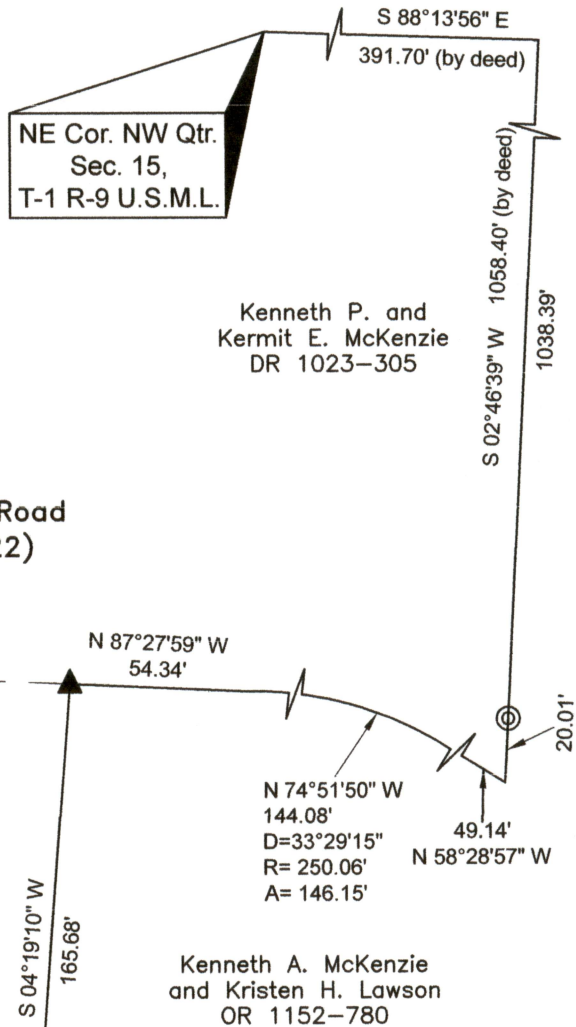 S 88°13'56" E
391.70' (by deed)
NE Cor. NW Qtr.
Sec. 15,
T-1 R-9 U.S.M.L.
S 02°46'39" W 1058.40' (by deed)
1038.39'
Kenneth P. and
Kermit E. McKenzie
DR 1023-305
Road
2)
N 87°27'59" W
54.34'
20.01'
N 74°51'50" W
144.08'
D=33°29'15"
R= 250.06'
A= 146.15'
49.14'
N 58°28'57" W
S 04°19'10" W
165.68'
Kenneth A. McKenzie
and Kristen H. Lawson
OR 1152-780